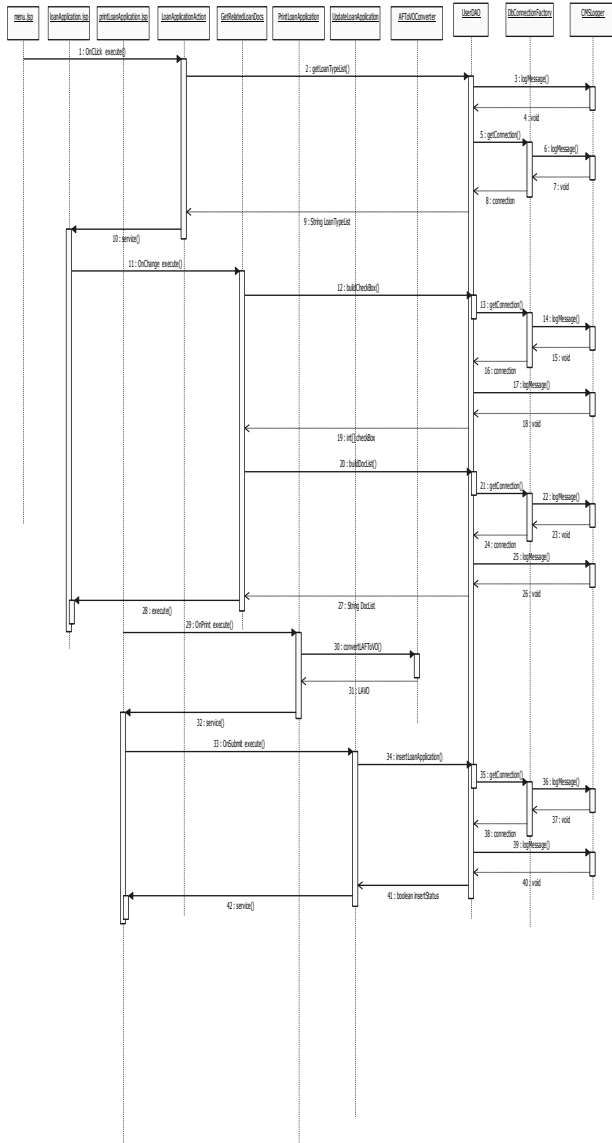 menu.jsp
loanApplication.jsp
printLoanApplication.jsp
LoanApplicationAction
GetRelatedLoanDocs
PrintLoanApplication
UpdateLoanApplication
AFToVOConverter
UserDAO
DbConnectionFactory
CMSLogger
1 : OnCLick execute()
2 : getLoanTypeList()
3 : logMessage()
4 : void
5 : getConnection()
6 : logMessage()
7 : void
8 : connection
9 : String LoanTypeList
10 : service()
11 : OnChange execute()
12 : buildCheckBox()
13 : getConnection()
14 : logMessage()
15 : void
16 : connection
17 : logMessage()
18 : void
19 : int[] checkBox
20 : buildDocList()
21 : getConnection()
22 : logMessage()
23 : void
24 : connection
25 : logMessage()
26 : void
27 : String DocList
28 : execute()
29 : OnPrint execute()
30 : convertLAFToVO()
31 : LAVO
32 : service()
33 : OnSubmit execute()
34 : insertLoanApplication()
35 : getConnection()
36 : logMessage()
37 : void
38 : connection
39 : logMessage()
40 : void
41 : boolean insertStatus
42 : service()